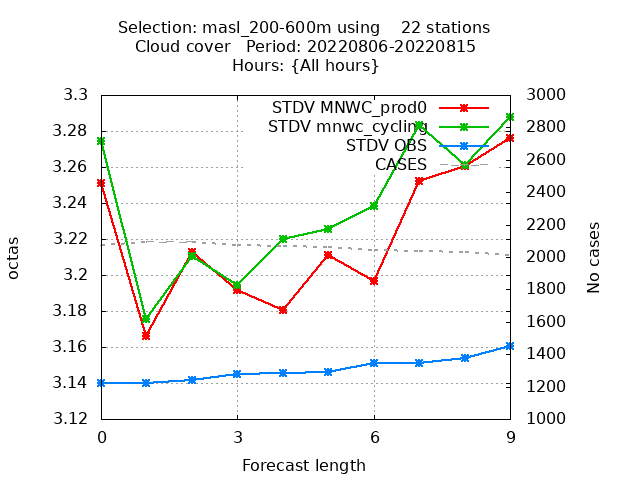 Selection: masl_200-600m using    22 stations
Cloud cover   Period: 20220806-20220815
Hours: {All hours}
3.3
3.28
3.26
3.24
3.22
3.2
3.18
3.16
3.14
3.12
octas
STDV MNWC_prod0
STDV mnwc_cycling
STDV OBS
CASES
3000
2800
2600
2400
2200
2000
1800
1600
1400
1200
1000
No cases
0
3
6
9
Forecast length